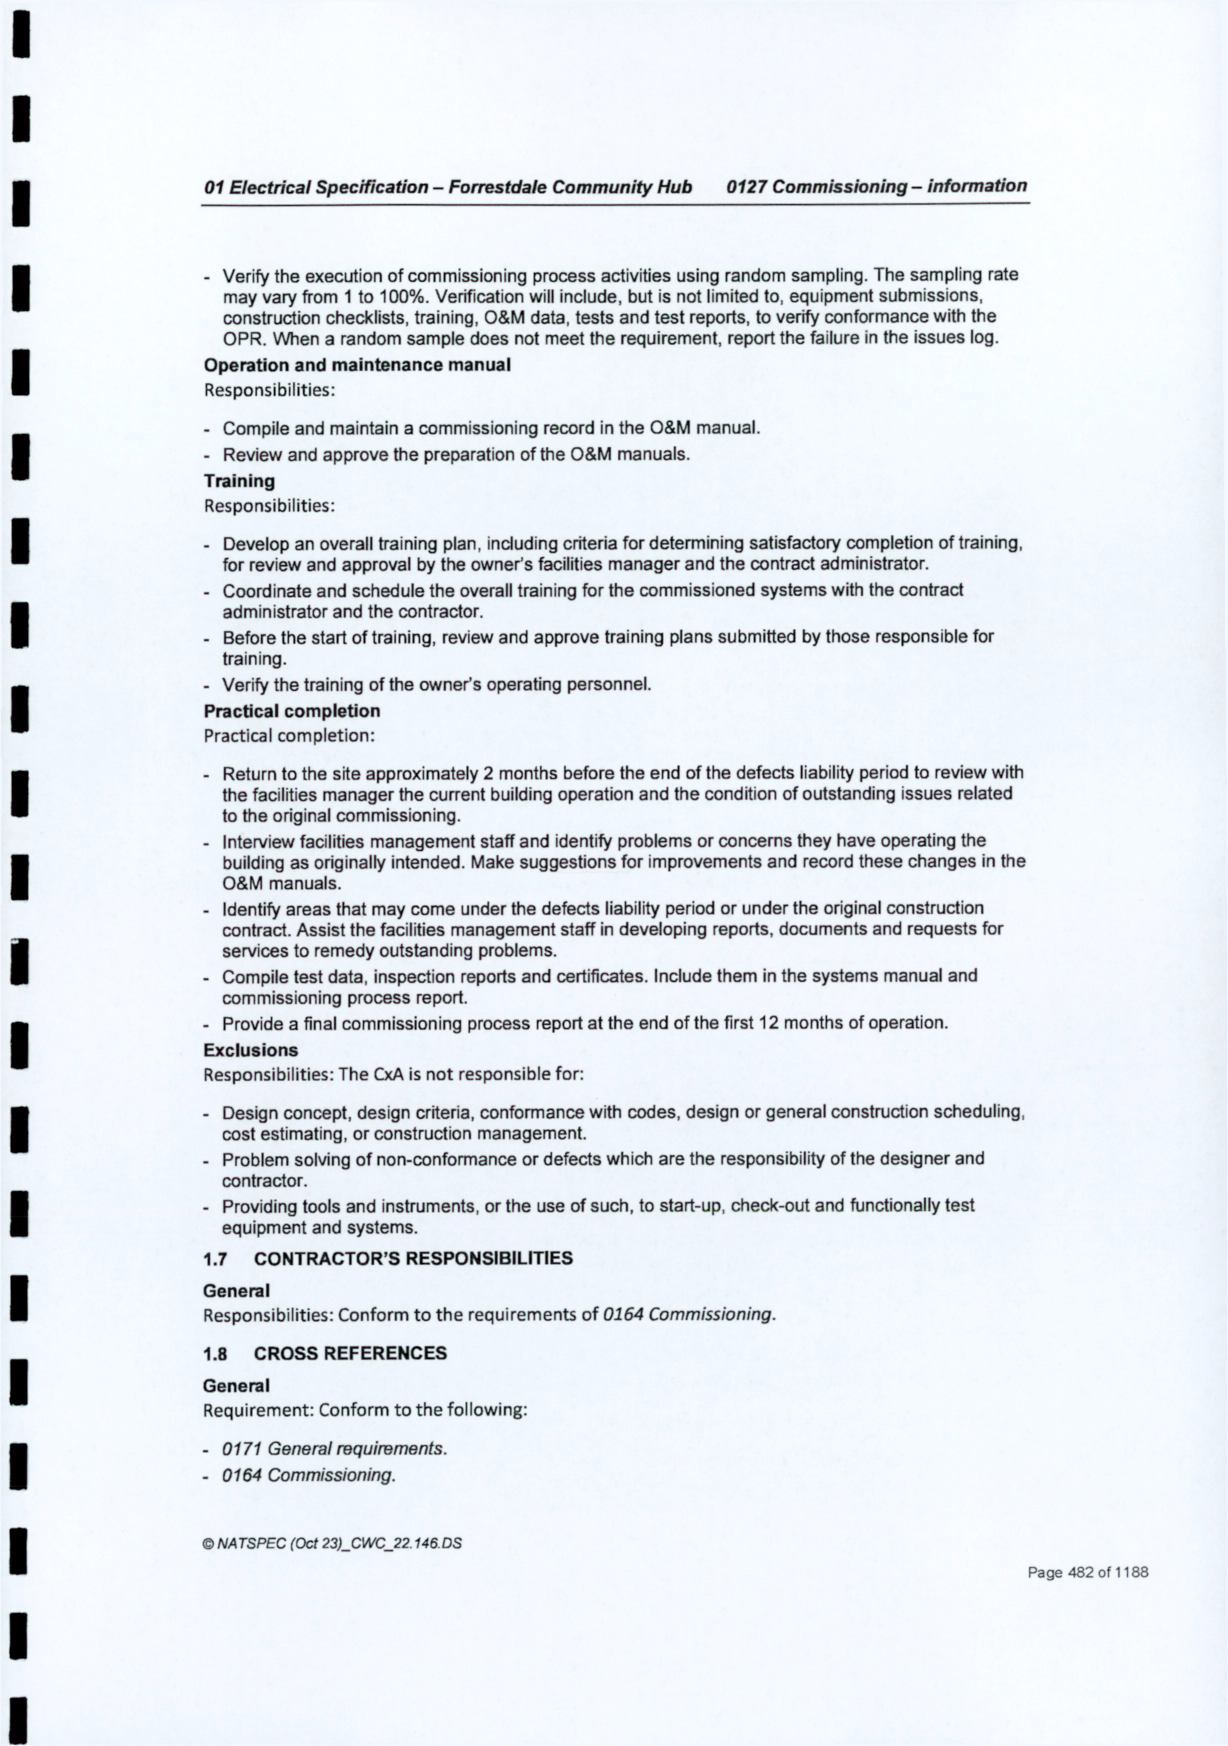 01 Electrical Specification – Forrestdale Community Hub 0127 Commissioning – information
- Verify the execution of commissioning process activities using random sampling. The sampling rate
may vary from 1 to 100%. Verification will include, but is not limited to, equipment submissions,
construction checklists, training, O&M data, tests and test reports, to verify conformance with the
OPR. When a random sample does not meet the requirement, report the failure in the issues log.
Operation and maintenance manual
Responsibilities:
- Compile and maintain a commissioning record in the O&M manual.
- Review and approve the preparation of the O&M manuals.
Training
Responsibilities:
- Develop an overall training plan, including criteria for determining satisfactory completion of training,
for review and approval by the owner's facilities manager and the contract administrator.
- Coordinate and schedule the overall training for the commissioned systems with the contract
administrator and the contractor.
- Before the start of training, review and approve training plans submitted by those responsible for
training.
- Verify the training of the owner's operating personnel.
Practical completion
Practical completion:
- Return to the site approximately 2 months before the end of the defects liability period to review with
the facilities manager the current building operation and the condition of outstanding issues related
to the original commissioning.
- Interview facilities management staff and identify problems or concerns they have operating the
building as originally intended. Make suggestions for improvements and record these changes in the
O&M manuals.
- Identify areas that may come under the defects liability period or under the original construction
contract. Assist the facilities management staff in developing reports, documents and requests for
services to remedy outstanding problems.
- Compile test data, inspection reports and certificates. Include them in the systems manual and
commissioning process report.
- Provide a final commissioning process report at the end of the first 12 months of operation.
Exclusions
Responsibilities: The CxA is not responsible for:
- Design concept, design criteria, conformance with codes, design or general construction scheduling,
cost estimating, or construction management.
- Problem solving of non-conformance or defects which are the responsibility of the designer and
contractor.
- Providing tools and instruments, or the use of such, to start-up, check-out and functionally test
equipment and systems.
1.7 CONTRACTOR'S RESPONSIBILITIES
General
Responsibilities: Conform to the requirements of 0164 Commissioning.
1.8 CROSS REFERENCES
General
Requirement: Conform to the following:
- 0171 General requirements.
- 0164 Commissioning.
© NATSPEC (Oct 23)_CWC_22.146.DS
Page 482 of 1188